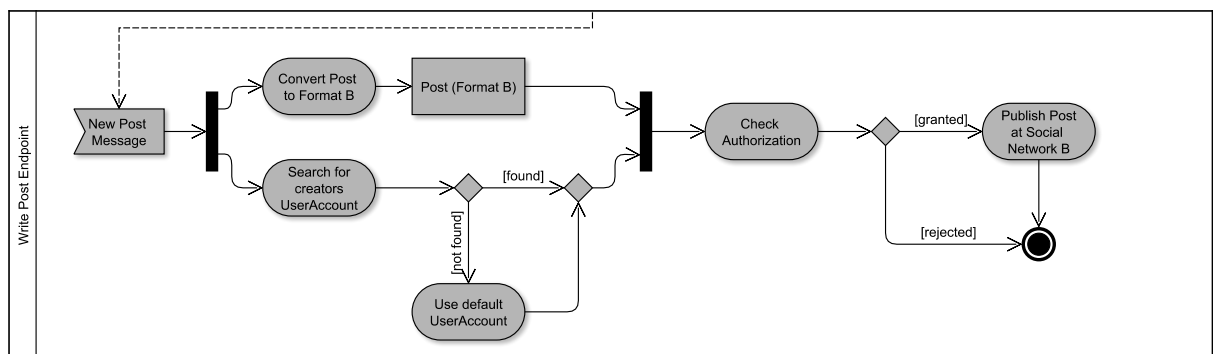 Write Post Endpoint
New Post
Message
Convert Post
to Format B
Post (Format B)
Search for
creators
UserAccount
[found]
[not found]
Use default
UserAccount
Check
Authorization
[granted]
[rejected]
Publish Post
at Social
Network B